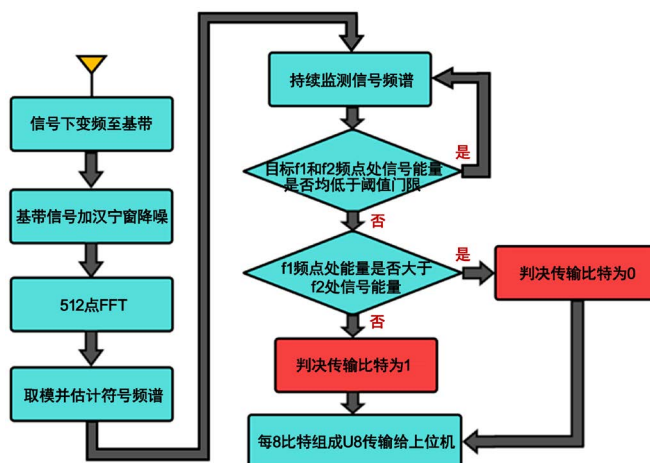 信号下变频至基带
基带信号加汉宁窗降噪
512点FFT
取模并估计符号频谱
持续监测信号频谱
目标f1和f2频点处信号能量
是否均低于阈值门限
是
否
f1频点处能量是否大于
f2处信号能量
是
判决传输比特为0
否
判决传输比特为1
每8比特组成U8传输给上位机